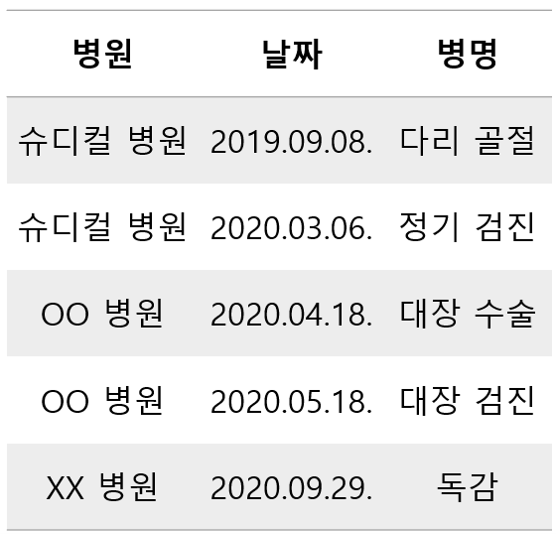 병원 날짜 병명
슈디컬 병원 2019.09.08. 다리 골절
슈디컬 병원 2020.03.06. 정기 검진
OO 병원 2020.04.18. 대장 수술
OO 병원 2020.05.18. 대장 검진
XX 병원 2020.09.29. 독감